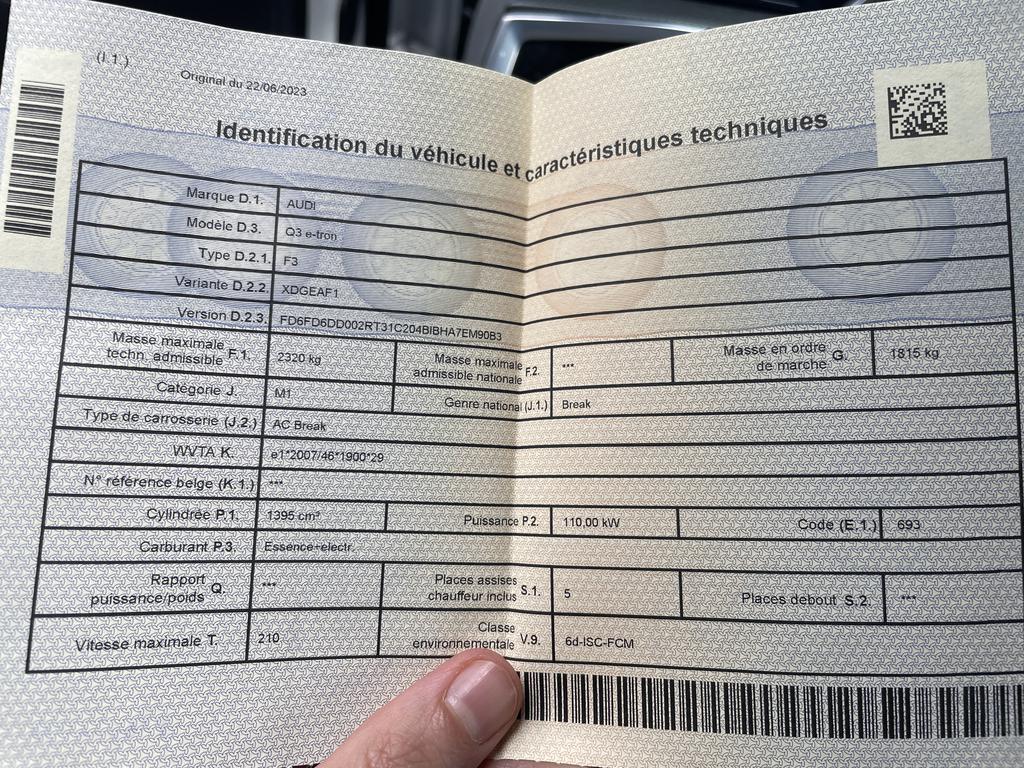 (I.1.)
Original du 22/06/2023
Identification du véhicule et caractéristiques techniques
Marque D.1. AUDI
Modèle D.3. Q3 e-tron
Type D.2.1. F3
Variante D.2.2. XDGEAF1
Version D.2.3. FD6FD6DD002RT31C204BIBHA7EM90B3
Masse maximale
techn. admissible F.1. 2320 kg
Masse maximale
admissible nationale F.2. ***
Masse en ordre
de marche G. 1815 kg
Catégorie J. M1
Genre national (J.1.) Break
Type de carrosserie (J.2.) AC Break
WVTA K. e1*2007/46*1900*29
N° référence belge (K.1.) ***
Cylindrée P.1. 1395 cm³
Puissance P.2. 110,00 kW
Code (E.1.) 693
Carburant P.3. Essence+electr.
Rapport
puissance/poids Q. ***
Places assises
chauffeur inclus S.1. 5
Places debout S.2. ***
Vitesse maximale T. 210
Classe
environnementale V.9. 6d-ISC-FCM